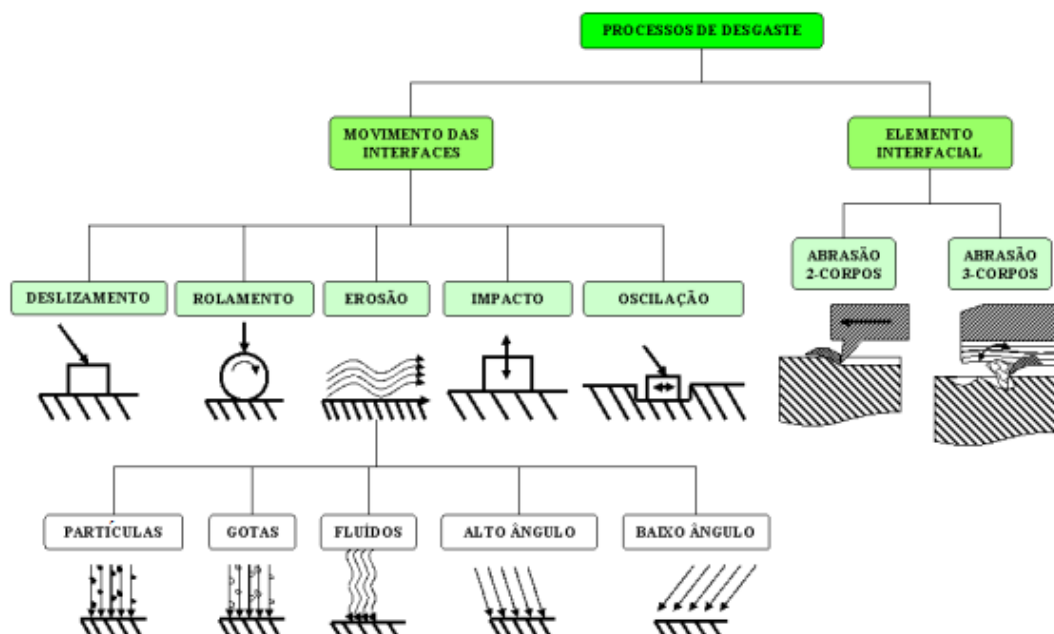 PROCESSOS DE DESGASTE
MOVIMENTO DAS
INTERFACES
ELEMENTO
INTERFACIAL
DESLIZAMENTO
ROLAMENTO
EROSÃO
IMPACTO
OSCILAÇÃO
ABRASÃO
2-CORPOS
ABRASÃO
3-CORPOS
PARTÍCULAS
GOTAS
FLUÍDOS
ALTO ÂNGULO
BAIXO ÂNGULO